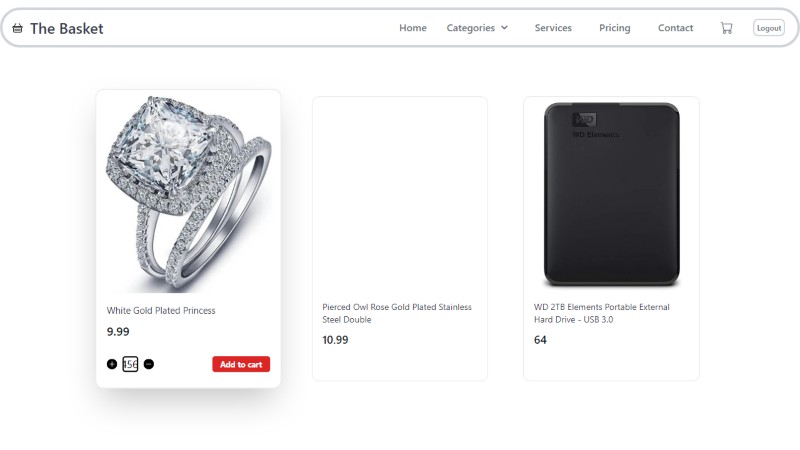 The Basket
Home
Categories
Services
Pricing
Contact
Logout
WD
WD Elements
White Gold Plated Princess
9.99
+ 156 −
Add to cart
Pierced Owl Rose Gold Plated Stainless
Steel Double
10.99
WD 2TB Elements Portable External
Hard Drive - USB 3.0
64